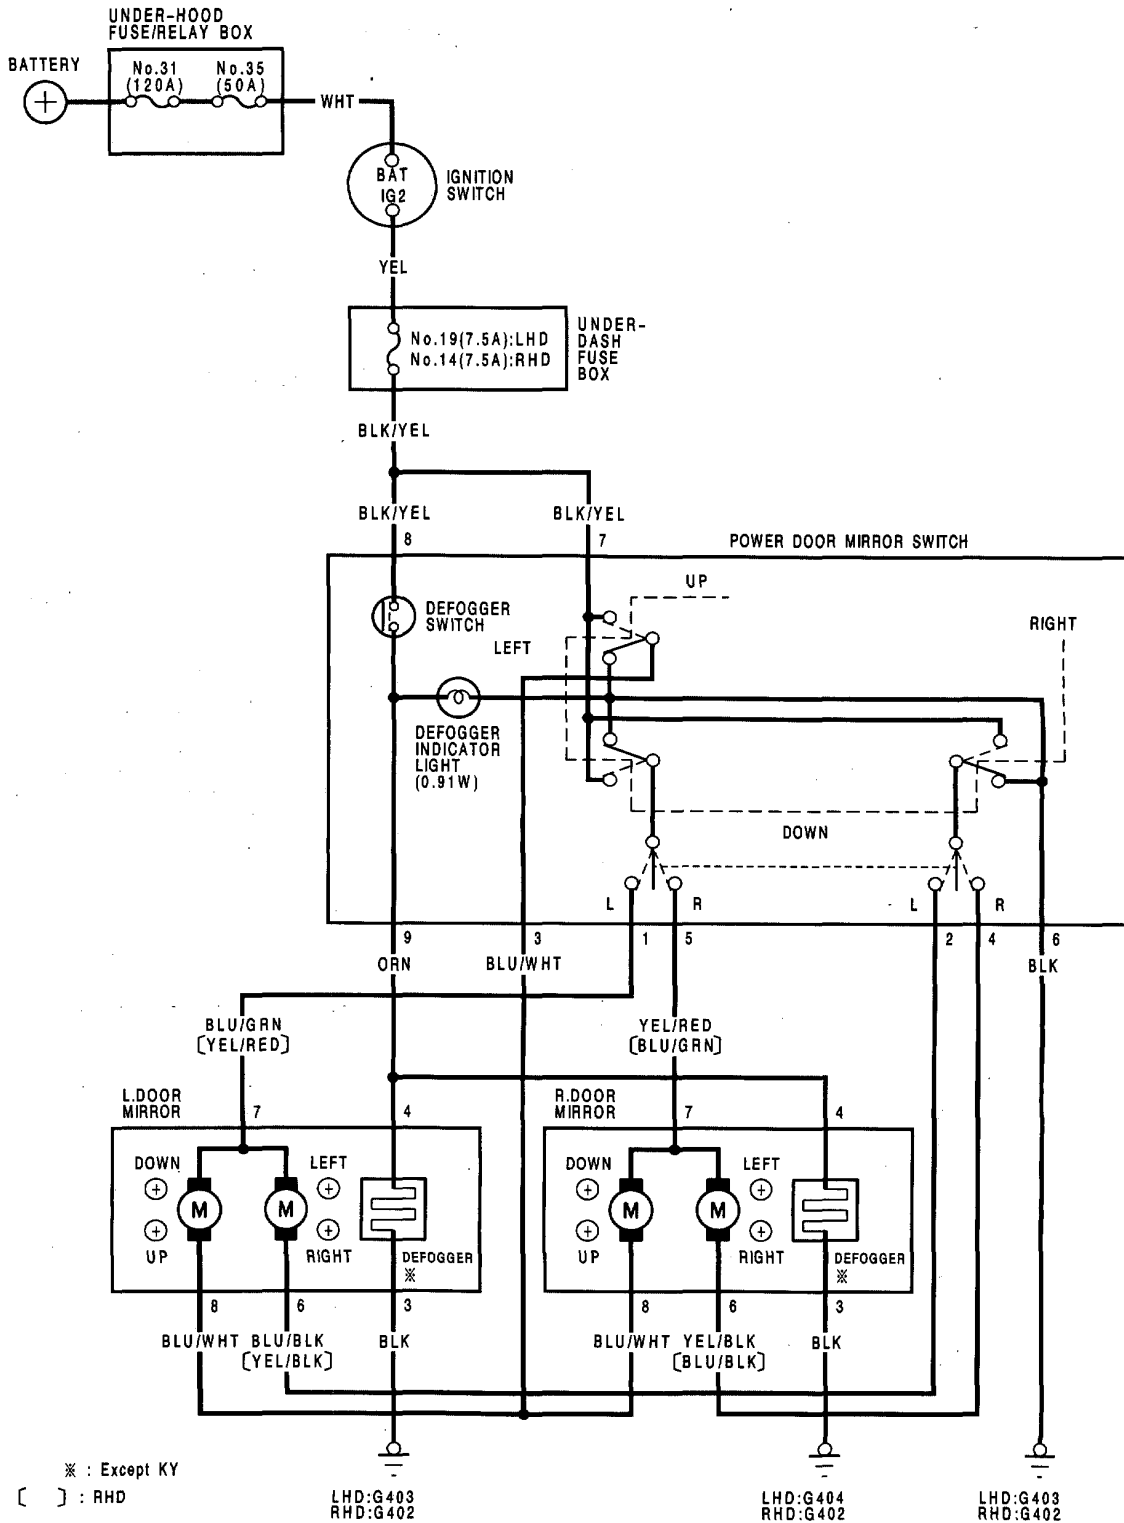 UNDER-HOOD
FUSE/RELAY BOX
BATTERY
No.31
(120A)
No.35
(50A)
WHT
BAT
IG2
IGNITION
SWITCH
YEL
No.19(7.5A):LHD
No.14(7.5A):RHD
UNDER-
DASH
FUSE
BOX
BLK/YEL
BLK/YEL
BLK/YEL
8
7
POWER DOOR MIRROR SWITCH
UP
DEFOGGER
SWITCH
LEFT
RIGHT
DEFOGGER
INDICATOR
LIGHT
(0.91W)
DOWN
L
R
L
R
9
3
1
5
2
4
6
ORN
BLU/WHT
BLK
BLU/GRN
[YEL/RED]
YEL/RED
[BLU/GRN]
L.DOOR
MIRROR
7
4
R.DOOR
MIRROR
7
4
DOWN
LEFT
M
M
UP
RIGHT
DEFOGGER
※
DOWN
LEFT
M
M
UP
RIGHT
DEFOGGER
※
8
6
3
8
6
3
BLU/WHT
BLU/BLK
[YEL/BLK]
BLK
BLU/WHT
YEL/BLK
[BLU/BLK]
BLK
※ : Except KY
[ ] : RHD
LHD:G403
RHD:G402
LHD:G404
RHD:G402
LHD:G403
RHD:G402